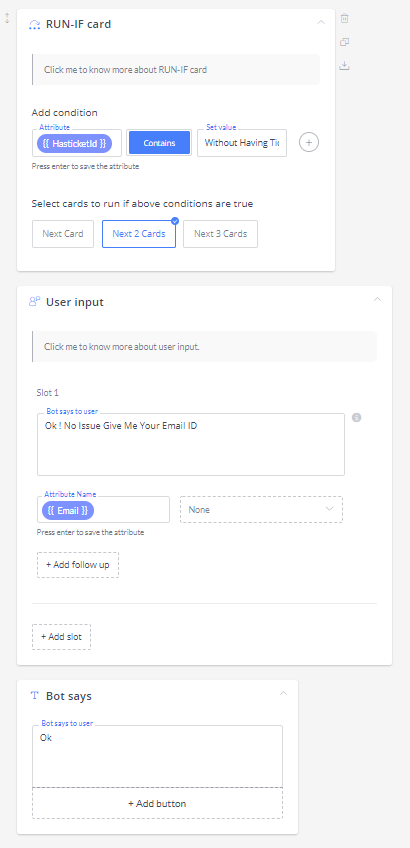 RUN-IF card
Click me to know more about RUN-IF card
Add condition
Attribute
Set value
{{ HasticketId }}
Contains
Without Having Tic
+
Press enter to save the attribute
Select cards to run if above conditions are true
Next Card
Next 2 Cards
Next 3 Cards
User input
Click me to know more about user input.
Slot 1
Bot says to user
Ok ! No Issue Give Me Your Email ID
Attribute Name
{{ Email }}
None
Press enter to save the attribute
+ Add follow up
+ Add slot
T Bot says
Bot says to user
Ok
+ Add button